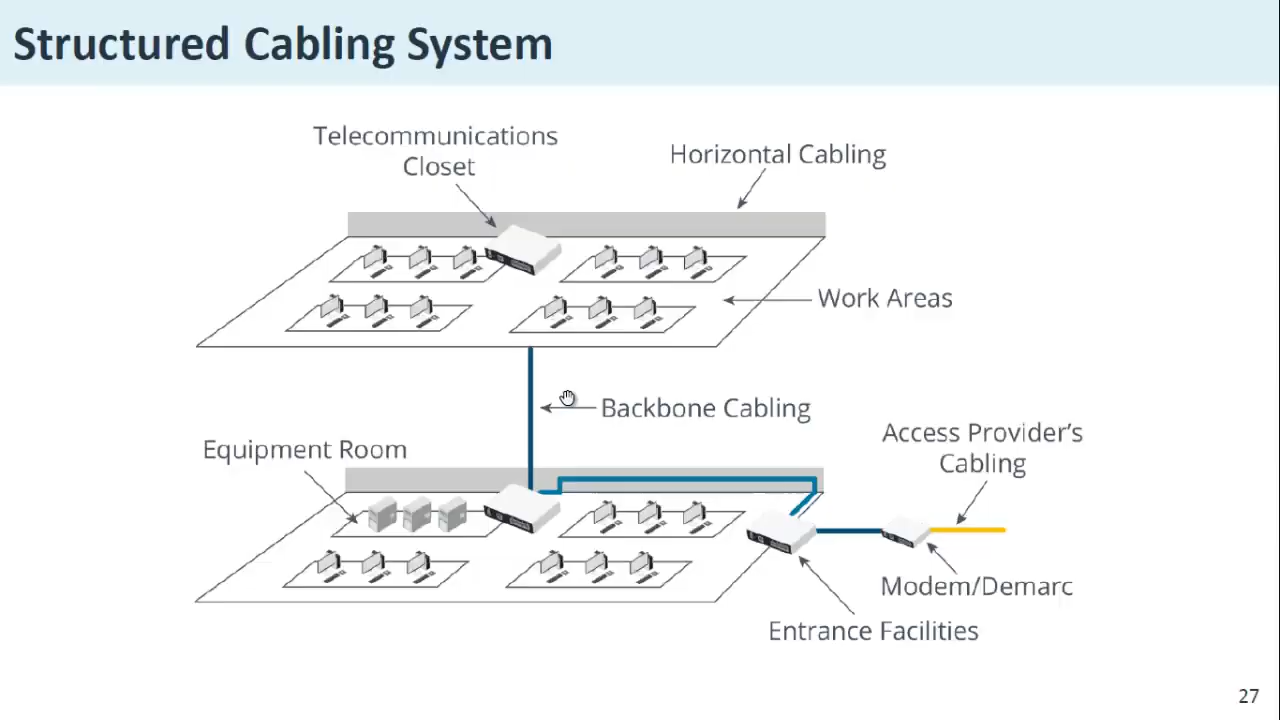 Structured Cabling System
Telecommunications
Closet
Horizontal Cabling
Work Areas
Backbone Cabling
Equipment Room
Access Provider's
Cabling
Modem/Demarc
Entrance Facilities
27